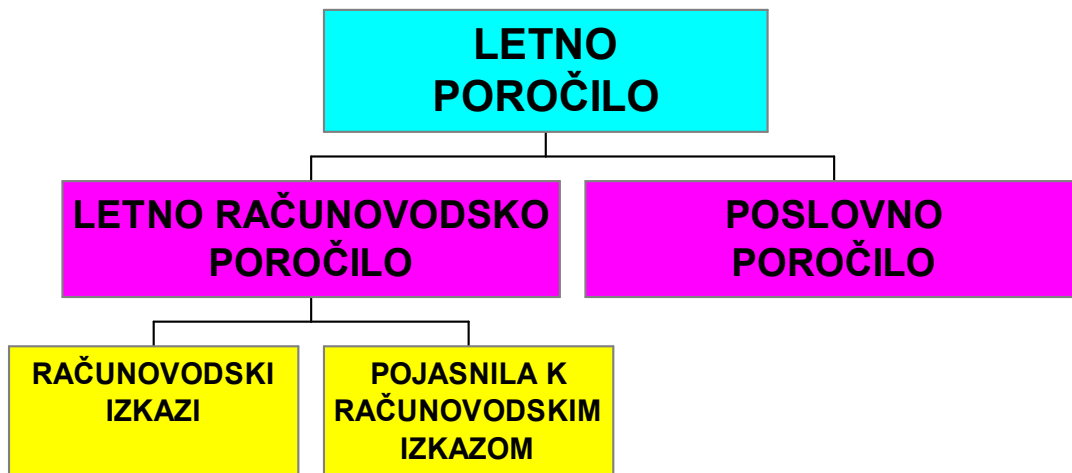 LETNO
POROČILO
LETNO RAČUNOVODSKO
POROČILO
POSLOVNO
POROČILO
RAČUNOVODSKI
IZKAZI
POJASNILA K
RAČUNOVODSKIM
IZKAZOM